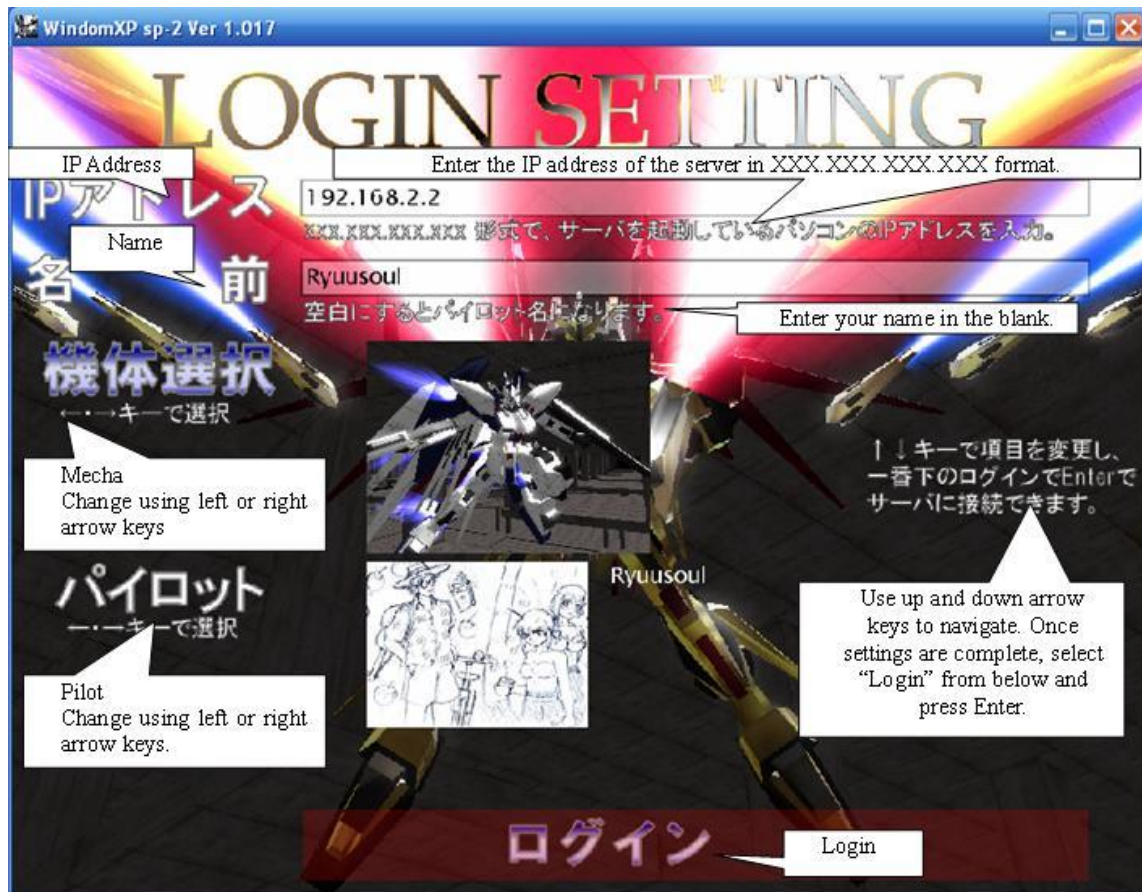 WindomXP sp-2 Ver 1.017
LOGIN SETTING
IP Address
Enter the IP address of the server in XXX.XXX.XXX.XXX format.
IPアドレス
192.168.2.2
XXX.XXX.XXX.XXX 形式で、サーバを起動しているパソコンのIPアドレスを入力。
Name
名 前
Ryuusoul
空白にするとパイロット名になります。
Enter your name in the blank.
機体選択
←・→キーで選択
Mecha
Change using left or right
arrow keys
↑↓キーで項目を変更し、
一番下のログインでEnterで
サーバに接続できます。
パイロット
←・→キーで選択
Ryuusoul
Use up and down arrow
keys to navigate. Once
settings are complete, select
“Login” from below and
press Enter.
Pilot
Change using left or right
arrow keys.
ログイン
Login